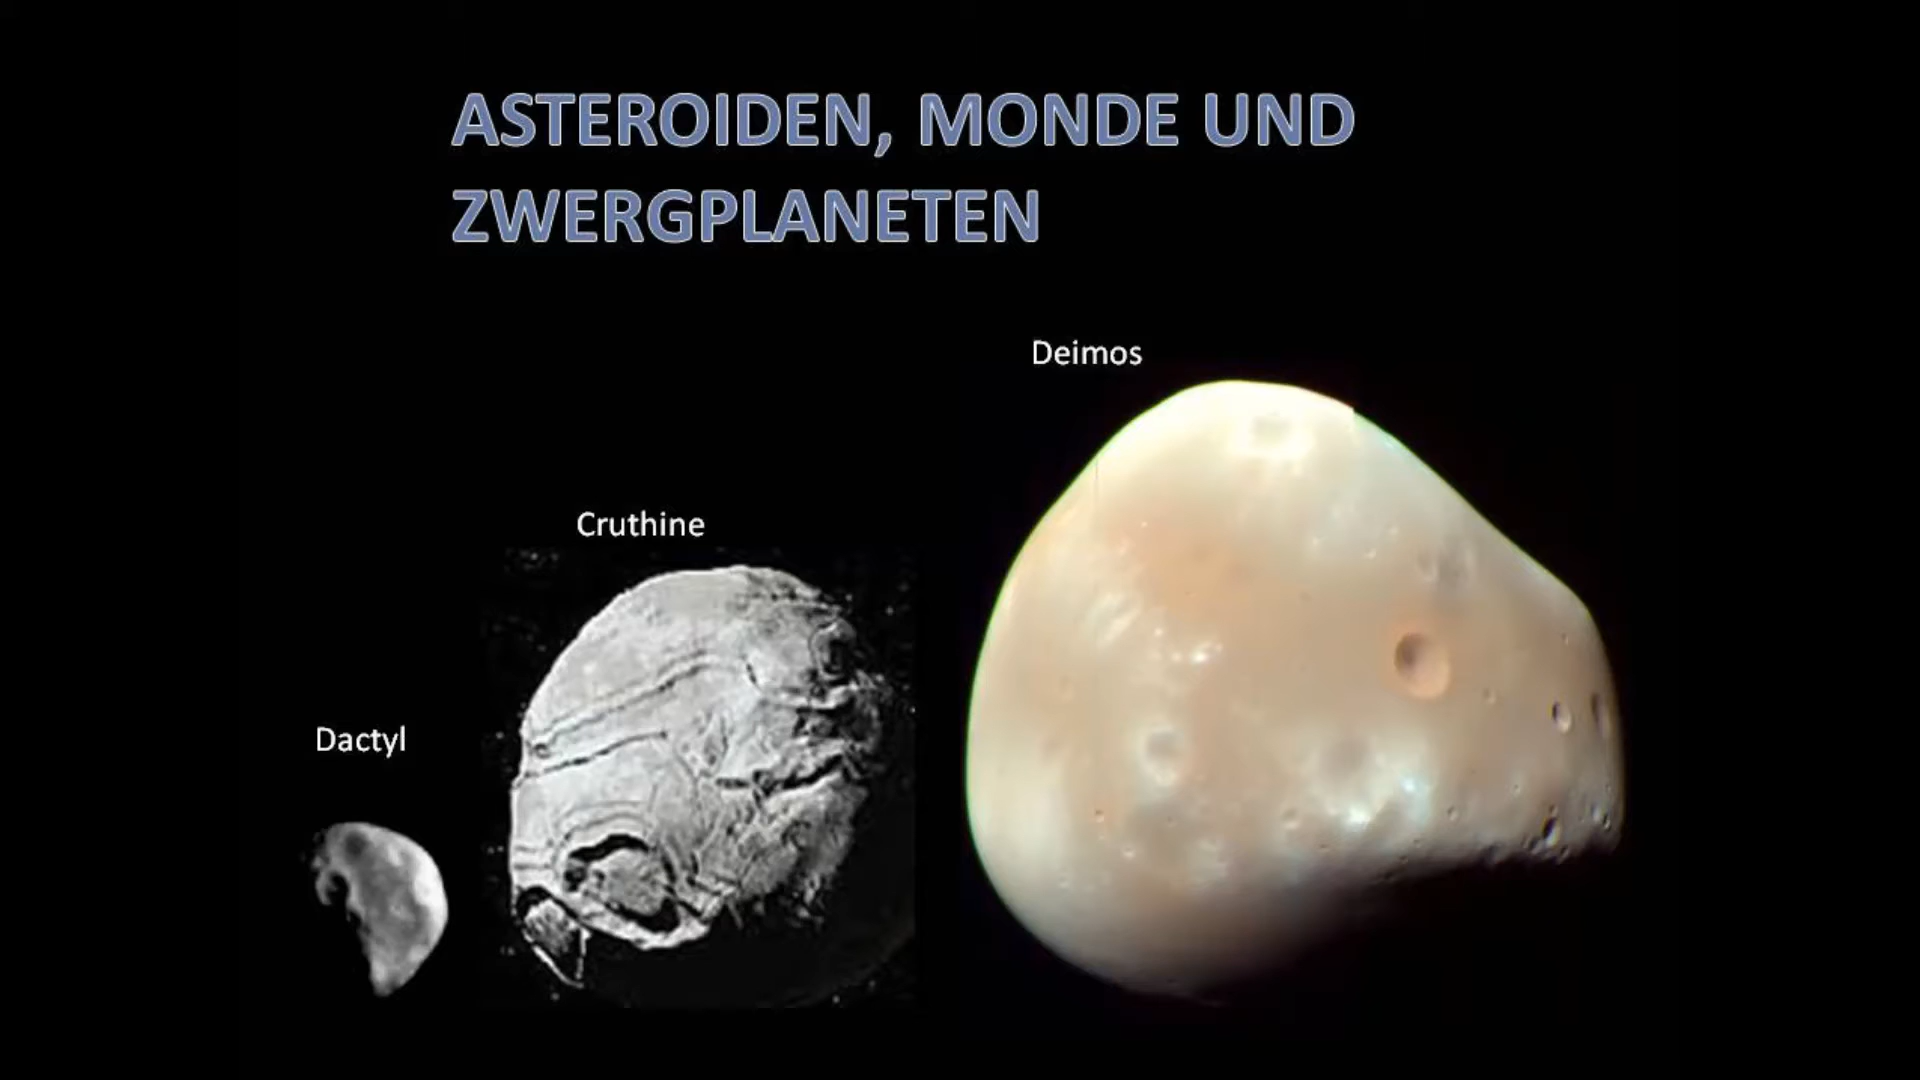 ASTEROIDEN, MONDE UND
ZWERGPLANETEN
Deimos
Cruthine
Dactyl